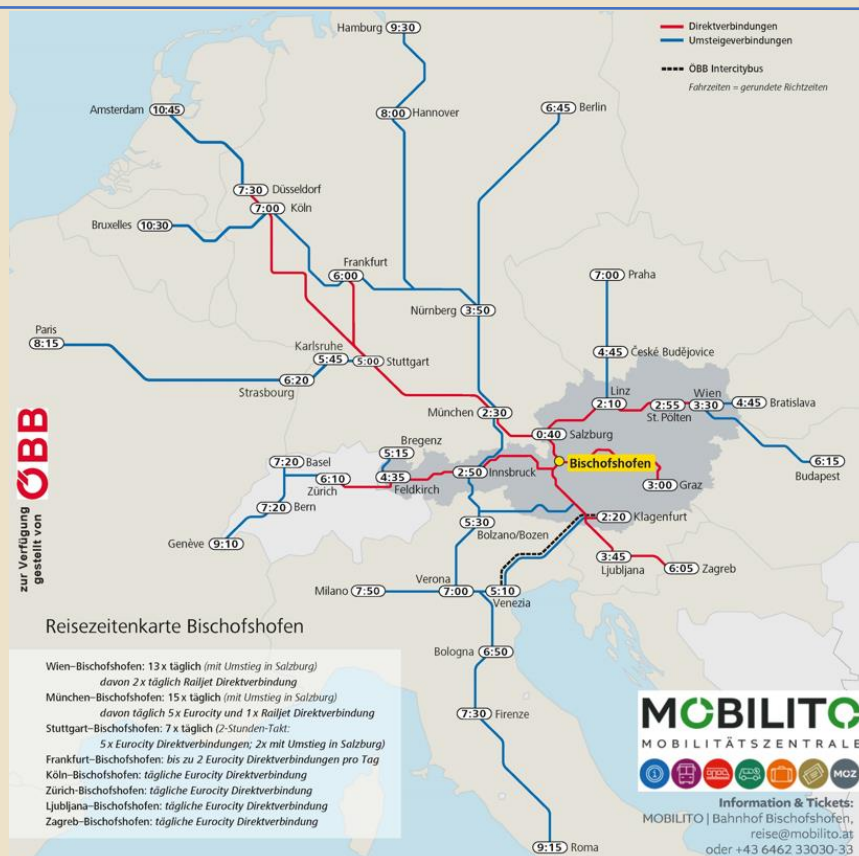 Hamburg 9:30
Direktverbindungen
Umsteigeverbindungen
ÖBB Intercitybus
Fahrzeiten = gerundete Richtzeiten
Amsterdam 10:45
8:00 Hannover
6:45 Berlin
7:30 Düsseldorf
7:00 Köln
Bruxelles 10:30
Frankfurt
6:00
7:00 Praha
Nürnberg 3:50
Paris
8:15
Karlsruhe
5:45
5:00 Stuttgart
4:45 České Budějovice
Strasbourg
6:20
Linz
2:10
Wien
2:55
3:30
4:45 Bratislava
St. Pölten
München 2:30
0:40 Salzburg
Bregenz
5:15
Bischofshofen
6:15
Budapest
7:20 Basel
6:10
Zürich
4:35
Feldkirch
2:50 Innsbruck
3:00 Graz
7:20
Bern
5:30
Bolzano/Bozen
2:20 Klagenfurt
Genève 9:10
3:45
Ljubljana
6:05 Zagreb
Milano 7:50
Verona
7:00
5:10
Venezia
Bologna 6:50
7:30 Firenze
9:15 Roma
zur Verfügung
gestellt von
ÖBB
Reisezeitenkarte Bischofshofen
Wien–Bischofshofen: 13 x täglich (mit Umstieg in Salzburg)
davon 2 x täglich Railjet Direktverbindung
München–Bischofshofen: 15 x täglich (mit Umstieg in Salzburg)
davon täglich 5 x Eurocity und 1 x Railjet Direktverbindung
Stuttgart–Bischofshofen: 7 x täglich (2-Stunden-Takt:
5 x Eurocity Direktverbindungen; 2x mit Umstieg in Salzburg)
Frankfurt–Bischofshofen: bis zu 2 Eurocity Direktverbindungen pro Tag
Köln–Bischofshofen: tägliche Eurocity Direktverbindung
Zürich-Bischofshofen: tägliche Eurocity Direktverbindung
Ljubljana–Bischofshofen: tägliche Eurocity Direktverbindung
Zagreb–Bischofshofen: tägliche Eurocity Direktverbindung
MOBILITO
MOBILITÄTSZENTRALE
MOZ
Information & Tickets:
MOBILITO | Bahnhof Bischofshofen,
reise@mobilito.at
oder +43 6462 33030-33